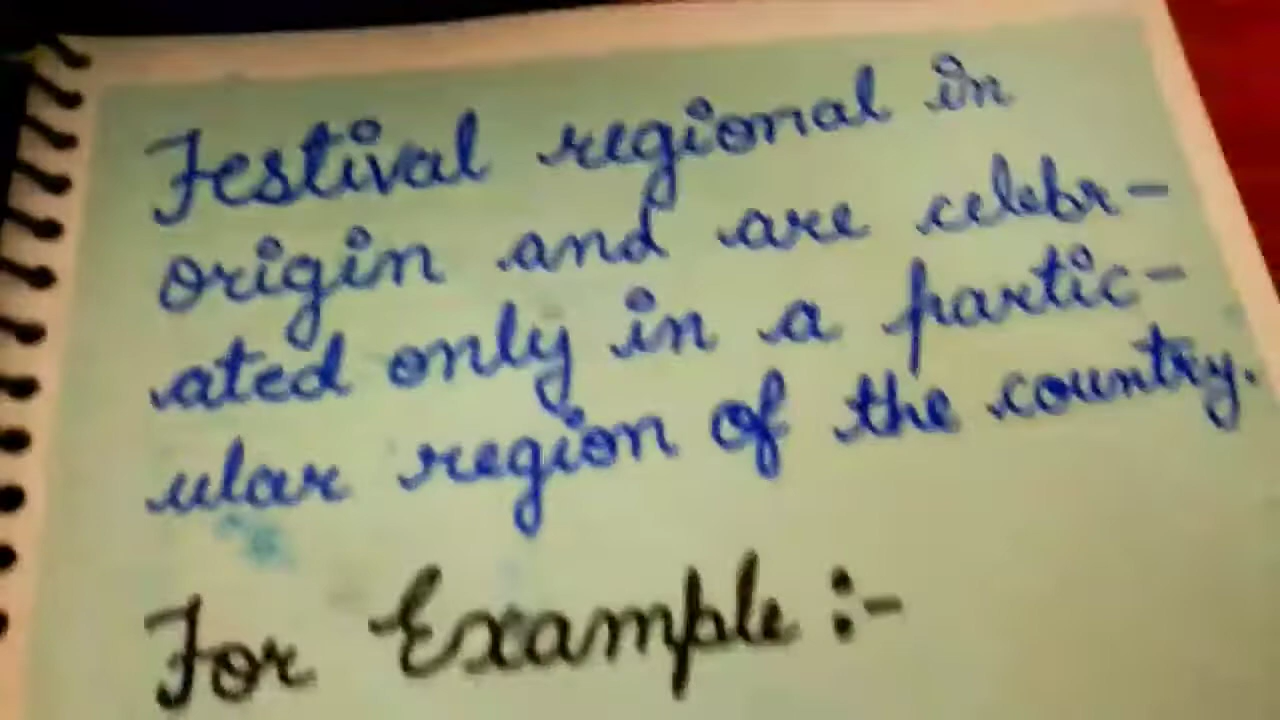 Festival regional in
origin and are celebr-
ated only in a partic-
ular region of the country.
For Example :-